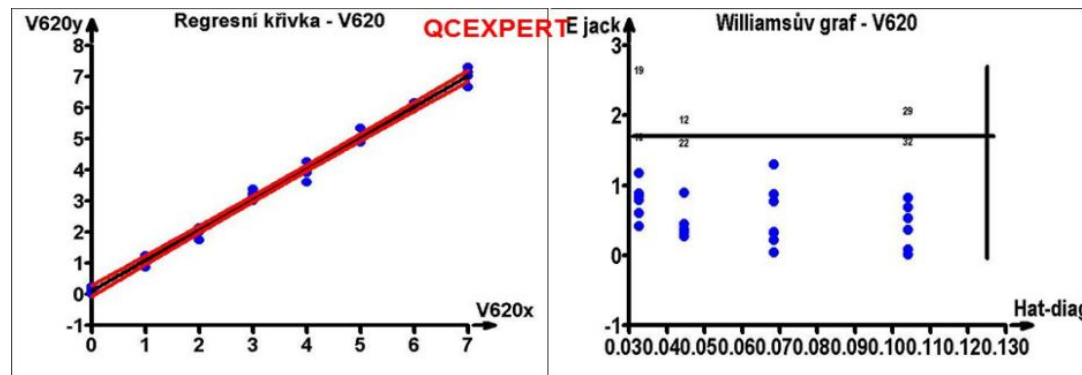 V620y
Regresní křivka - V620
QCEXPERT
8
7
6
5
4
3
2
1
0
-1
V620x
0 1 2 3 4 5 6 7
E jack
Williamsův graf - V620
3
2
1
0
-1
19
12
22
29
32
Hat-diag
0.030.040.050.060.070.080.090.100.110.120.130